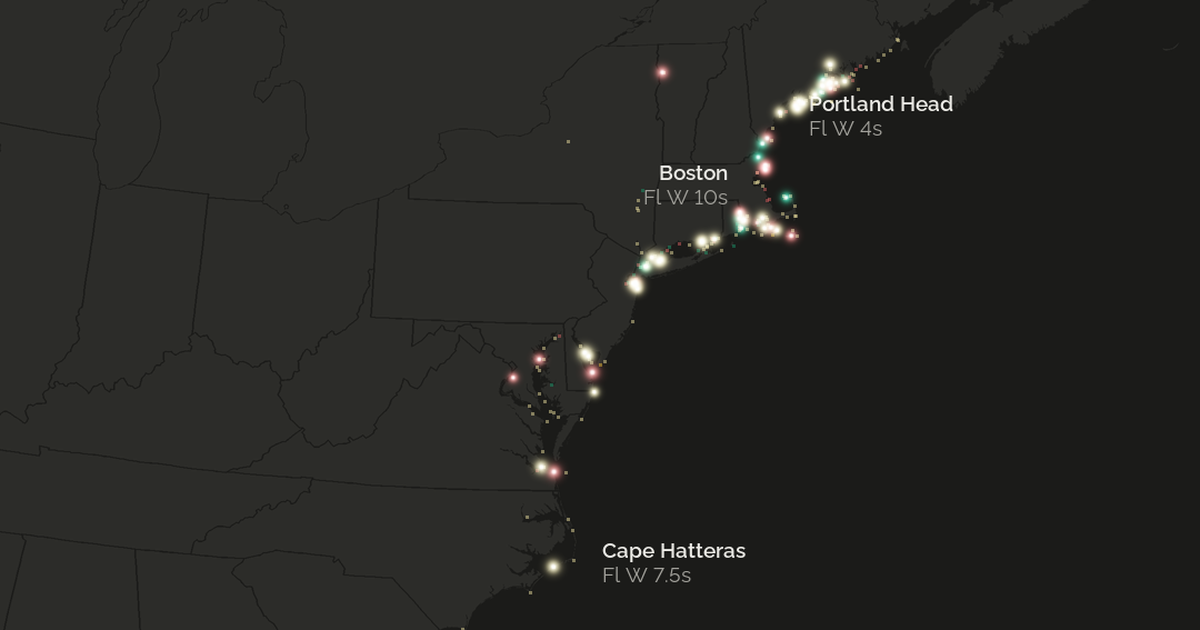 Portland Head
Fl W 4s
Boston
Fl W 10s
Cape Hatteras
Fl W 7.5s